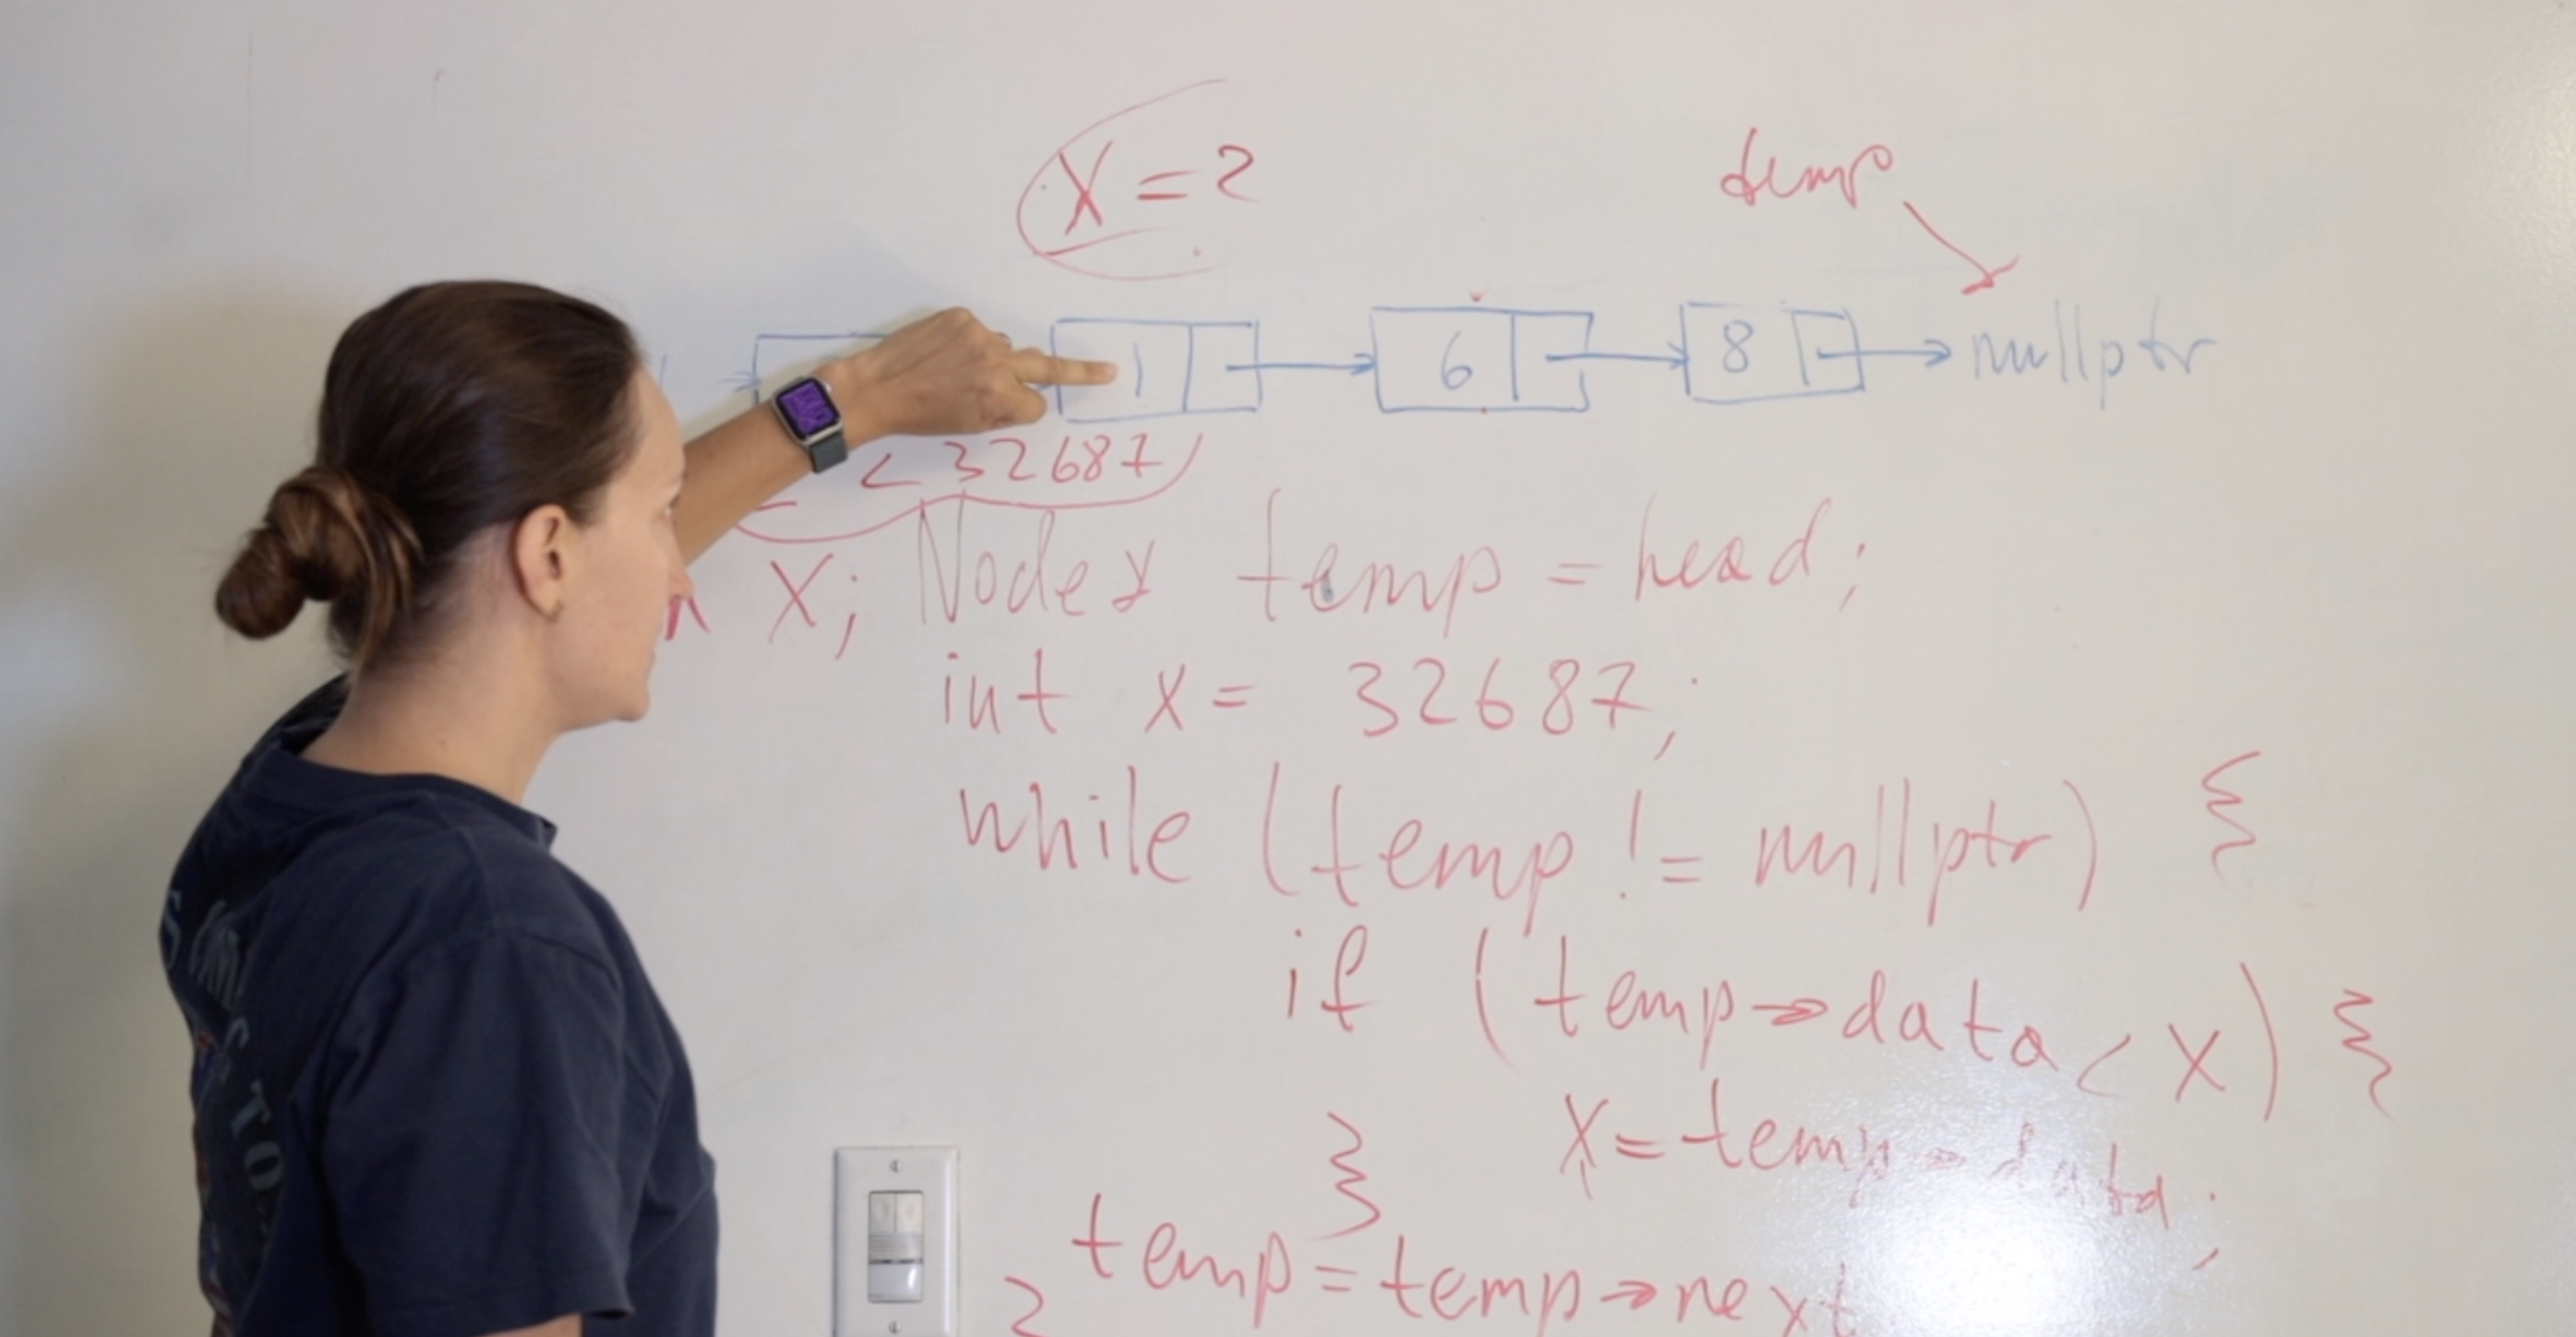 X = 2
temp
1 6 8 nullptr
< 32687)
X; Node* temp = head;
int x = 32687;
while (temp != nullptr) {
if (temp→data < X) {
X = temp→data;
}
temp = temp→next